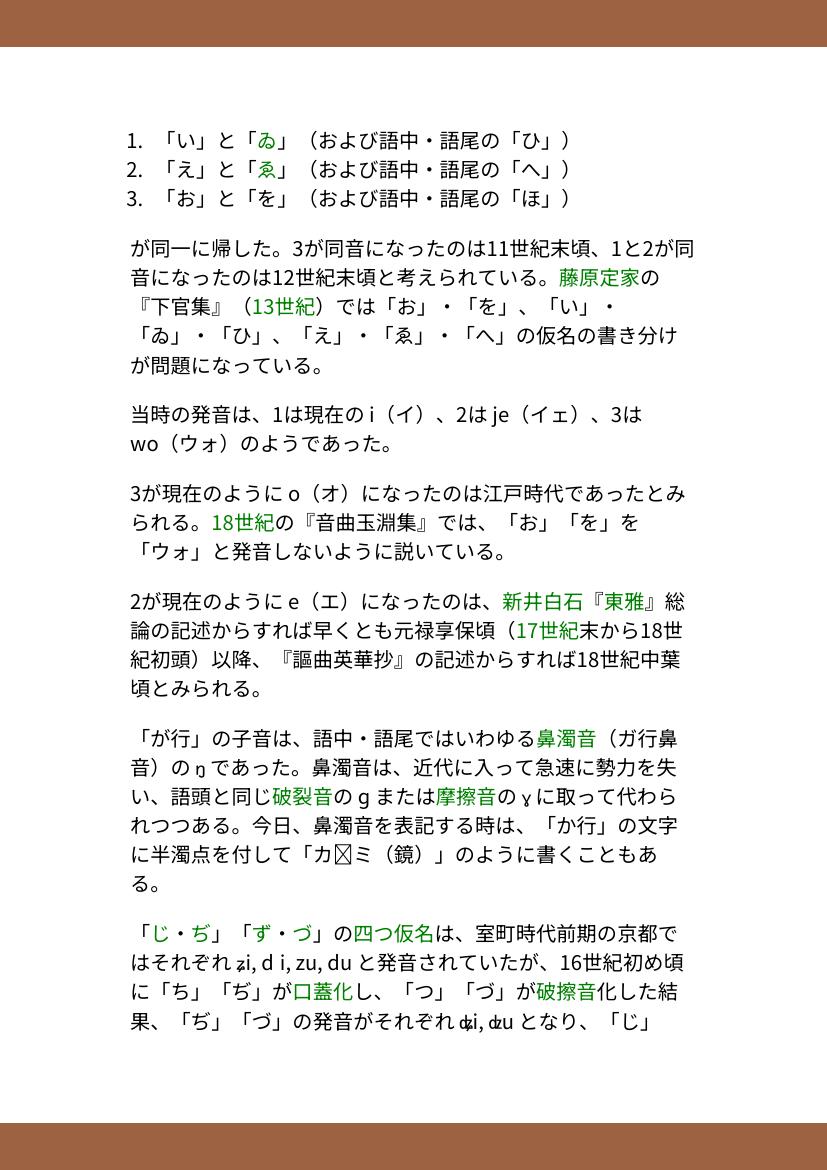 1. 「い」と「ゐ」（および語中・語尾の「ひ」）
2. 「え」と「ゑ」（および語中・語尾の「へ」）
3. 「お」と「を」（および語中・語尾の「ほ」）
が同一に帰した。3が同音になったのは11世紀末頃、1と2が同
音になったのは12世紀末頃と考えられている。藤原定家の
『下官集』（13世紀）では「お」・「を」、「い」・
「ゐ」・「ひ」、「え」・「ゑ」・「へ」の仮名の書き分け
が問題になっている。
当時の発音は、1は現在の i（イ）、2は je（イェ）、3は
wo（ウォ）のようであった。
3が現在のように o（オ）になったのは江戸時代であったとみ
られる。18世紀の『音曲玉淵集』では、「お」「を」を
「ウォ」と発音しないように説いている。
2が現在のように e（エ）になったのは、新井白石『東雅』総
論の記述からすれば早くとも元禄享保頃（17世紀末から18世
紀初頭）以降、『謳曲英華抄』の記述からすれば18世紀中葉
頃とみられる。
「が行」の子音は、語中・語尾ではいわゆる鼻濁音（ガ行鼻
音）の ŋ であった。鼻濁音は、近代に入って急速に勢力を失
い、語頭と同じ破裂音の ɡ または摩擦音の ɣ に取って代わら
れつつある。今日、鼻濁音を表記する時は、「か行」の文字
に半濁点を付して「カ ミ（鏡）」のように書くこともあ
る。
「じ・ぢ」「ず・づ」の四つ仮名は、室町時代前期の京都で
はそれぞれ ʑi, d i, zu, du と発音されていたが、16世紀初め頃
に「ち」「ぢ」が口蓋化し、「つ」「づ」が破擦音化した結
果、「ぢ」「づ」の発音がそれぞれ ʥi, ʣu となり、「じ」